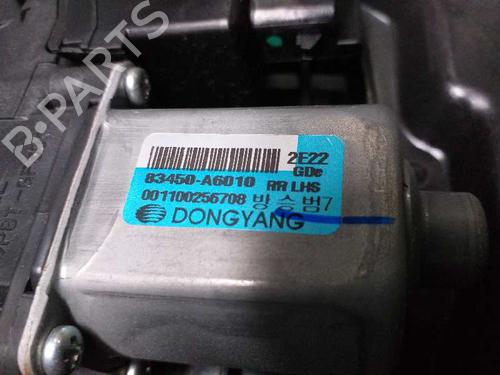 B-PARTS
2E22
GDe
83450-A6010 RR LHS
001100256708 방승범7
DONGYANG